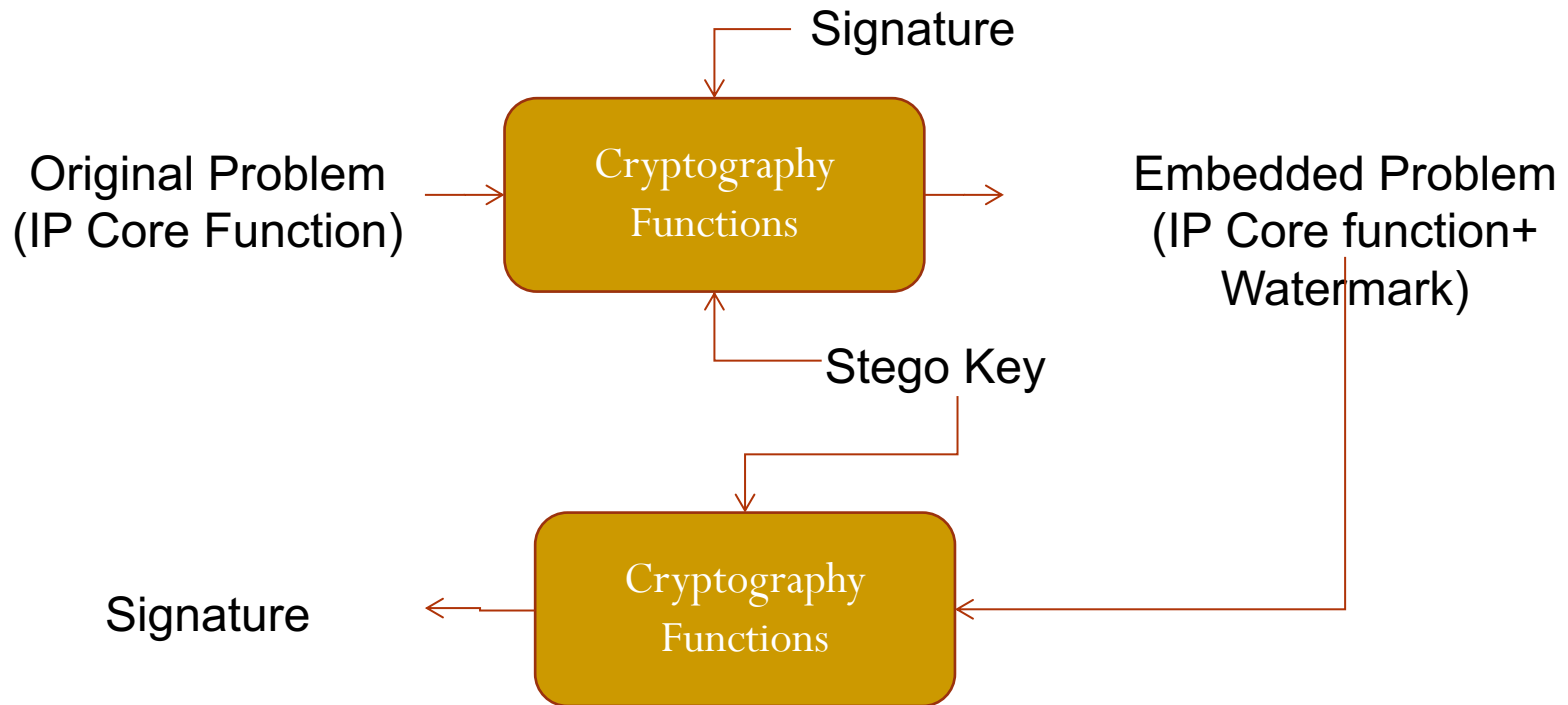 Signature
Original Problem
(IP Core Function)
Cryptography
Functions
Embedded Problem
(IP Core function+
Watermark)
Stego Key
Signature
Cryptography
Functions